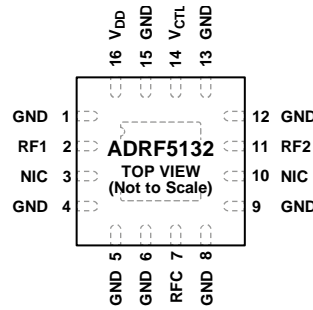 16 VDD
15 GND
14 VCTL
13 GND
GND 1
RF1 2
NIC 3
GND 4
12 GND
11 RF2
10 NIC
9 GND
ADRF5132
TOP VIEW
(Not to Scale)
GND 5
GND 6
RFC 7
GND 8